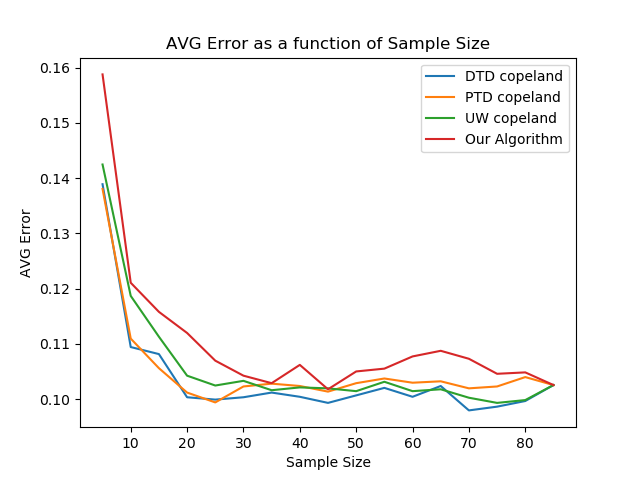 AVG Error as a function of Sample Size
0.16
0.15
0.14
0.13
0.12
0.11
0.10
AVG Error
DTD copeland
PTD copeland
UW copeland
Our Algorithm
10 20 30 40 50 60 70 80
Sample Size